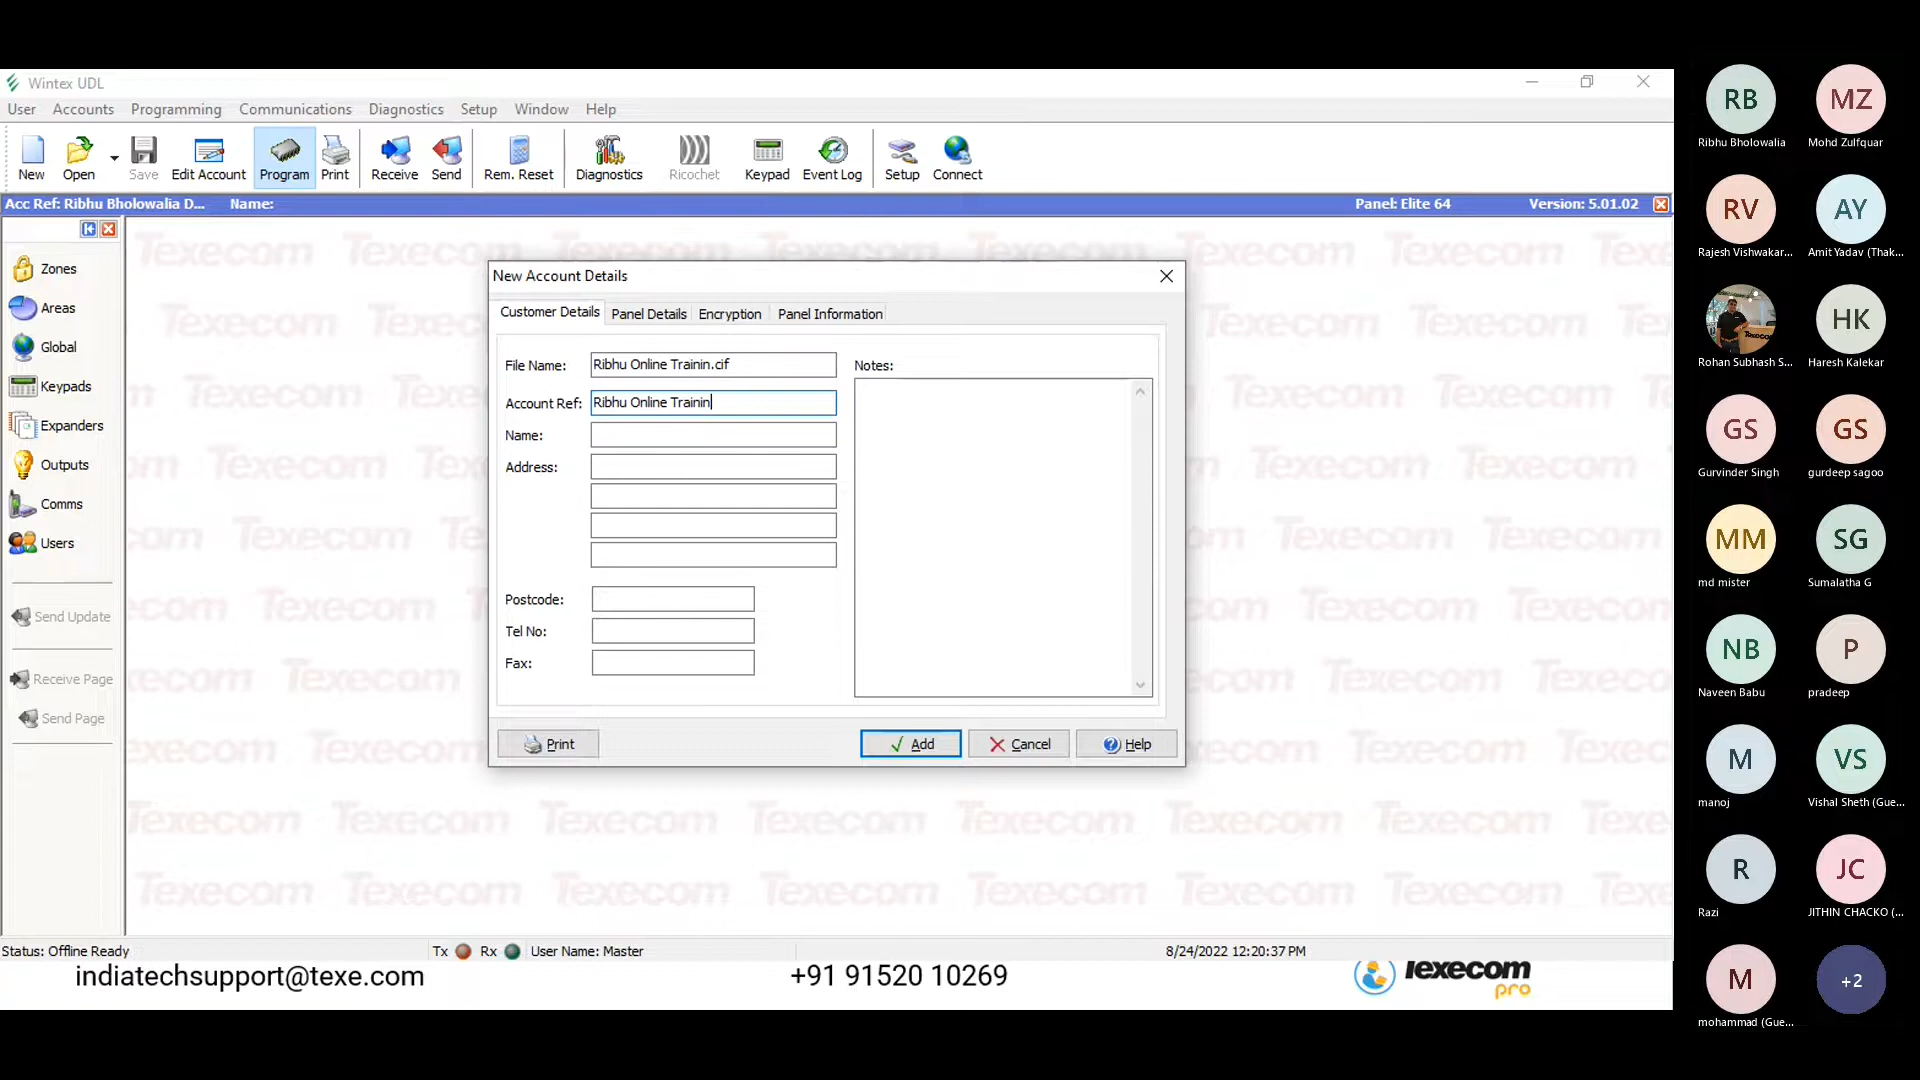 Wintex UDL
User Accounts Programming Communications Diagnostics Setup Window Help
New Open Save Edit Account Program Print Receive Send Rem. Reset Diagnostics Ricochet Keypad Event Log Setup Connect
Acc Ref: Ribhu Bholowalia D... Name: Panel: Elite 64 Version: 5.01.02
Zones
Areas
Global
Keypads
Expanders
Outputs
Comms
Users
Send Update
Receive Page
Send Page
New Account Details
Customer Details Panel Details Encryption Panel Information
File Name: Ribhu Online Trainin.cif
Account Ref: Ribhu Online Trainin
Name:
Address:
Postcode:
Tel No:
Fax:
Notes:
Print Add Cancel Help
Texecom
Status: Offline Ready Tx Rx User Name: Master 8/24/2022 12:20:37 PM
indiatechsupport@texe.com +91 91520 10269 Texecom
pro
RB MZ
Ribhu Bholowalia Mohd Zulfquar
RV AY
Rajesh Vishwakar... Amit Yadav (Thak...
HK
Rohan Subhash S... Haresh Kalekar
GS GS
Gurvinder Singh gurdeep sagoo
MM SG
md mister Sumalatha G
NB P
Naveen Babu pradeep
M VS
manoj Vishal Sheth (Gue...
R JC
Razi JITHIN CHACKO (...
M +2
mohammad (Gue...